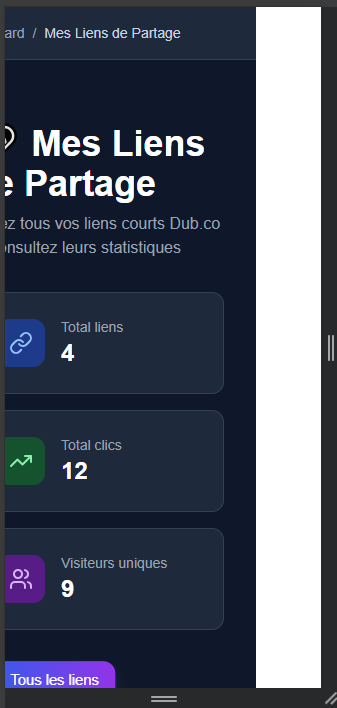 ard / Mes Liens de Partage
Mes Liens
e Partage
ez tous vos liens courts Dub.co
onsultez leurs statistiques
Total liens
4
Total clics
12
Visiteurs uniques
9
Tous les liens